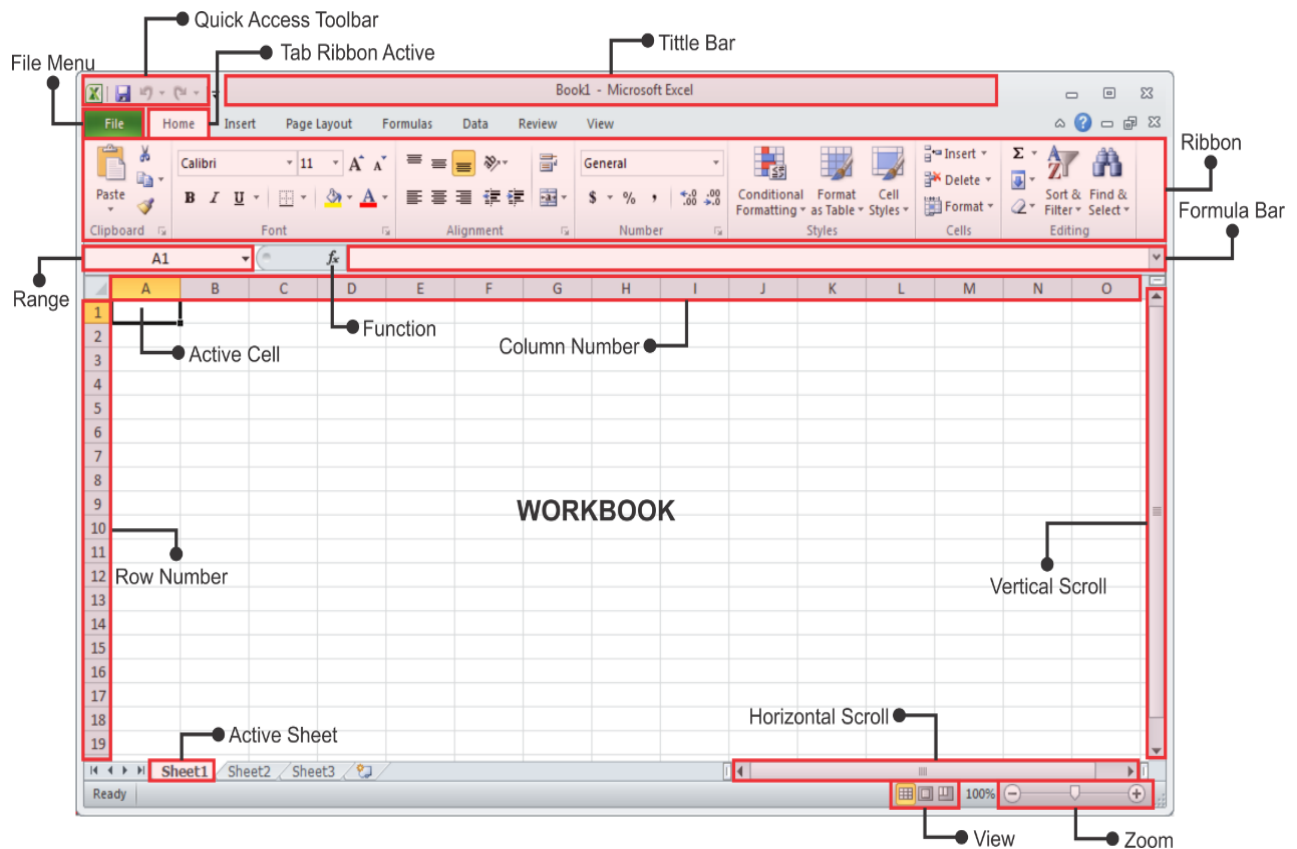 Quick Access Toolbar
Tab Ribbon Active
Tittle Bar
File Menu
Book1 - Microsoft Excel
File Home Insert Page Layout Formulas Data Review View
Ribbon
Calibri 11 A A General Insert
Paste Delete
B I U A $ % , .0 .00 .00 .0 Conditional Formatting Format as Table Cell Styles Format Σ Sort & Filter Find & Select
Clipboard Font Alignment Number Styles Cells Editing
Formula Bar
A1 fx
Range
A B C D E F G H I J K L M N O
1
Function
2
Column Number
Active Cell
3
4
5
6
7
8
WORKBOOK
9
10
11
Row Number
12
Vertical Scroll
13
14
15
16
17
18
Horizontal Scroll
Active Sheet
19
Sheet1 Sheet2 Sheet3
Ready 100%
View
Zoom